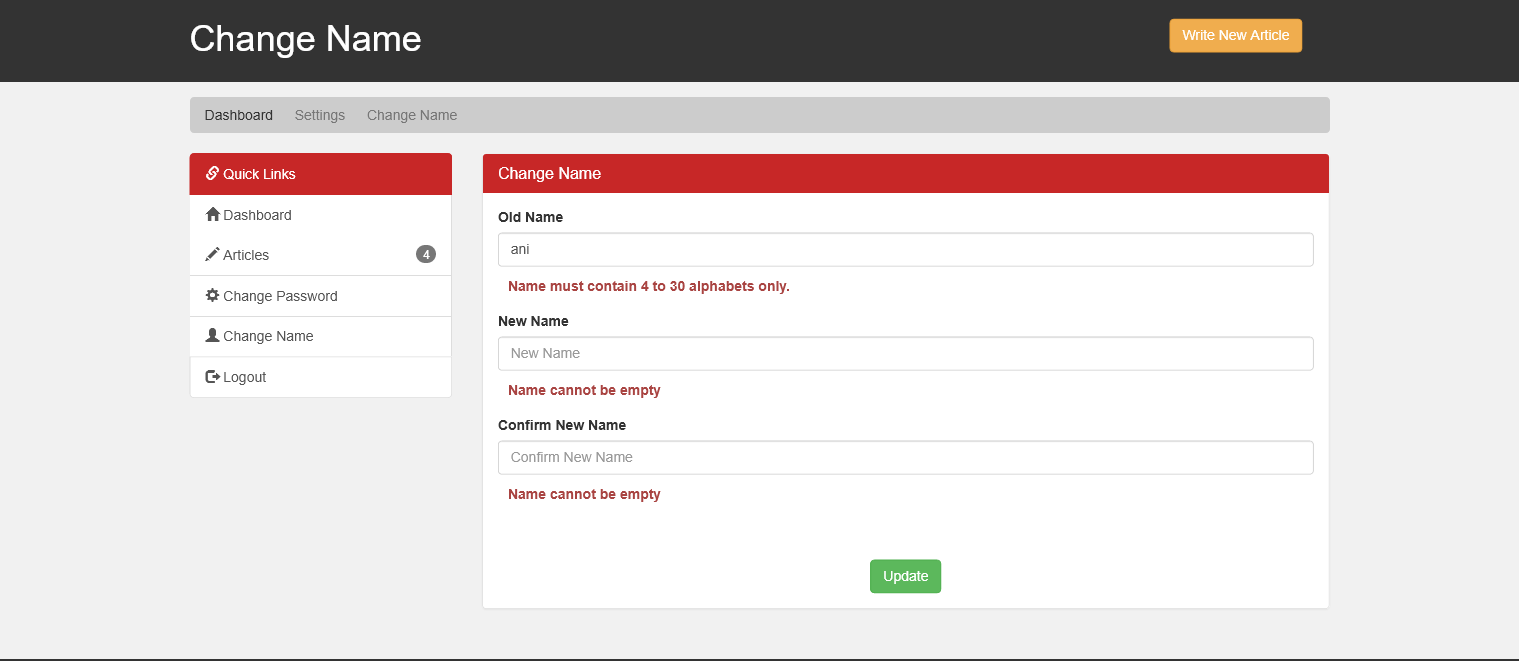 Change Name
Write New Article
Dashboard Settings Change Name
Quick Links
Dashboard
Articles 4
Change Password
Change Name
Logout
Change Name
Old Name
ani
Name must contain 4 to 30 alphabets only.
New Name
New Name
Name cannot be empty
Confirm New Name
Confirm New Name
Name cannot be empty
Update